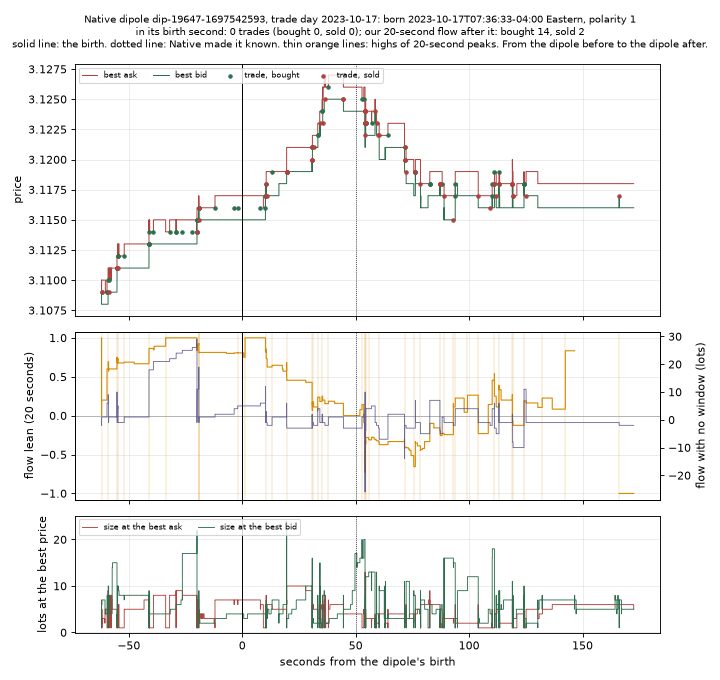 Native dipole dip-19647-1697542593, trade day 2023-10-17: born 2023-10-17T07:36:33-04:00 Eastern, polarity 1
in its birth second: 0 trades (bought 0, sold 0); our 20-second flow after it: bought 14, sold 2
solid line: the birth. dotted line: Native made it known. thin orange lines: highs of 20-second peaks. From the dipole before to the dipole after.
best ask best bid trade, bought trade, sold
3.1275
3.1250
3.1225
3.1200
3.1175
3.1150
3.1125
3.1100
3.1075
price
1.0
0.5
0.0
−0.5
−1.0
flow lean (20 seconds)
30
20
10
0
−10
−20
flow with no window (lots)
size at the best ask size at the best bid
20
10
0
lots at the best price
−50 0 50 100 150
seconds from the dipole's birth